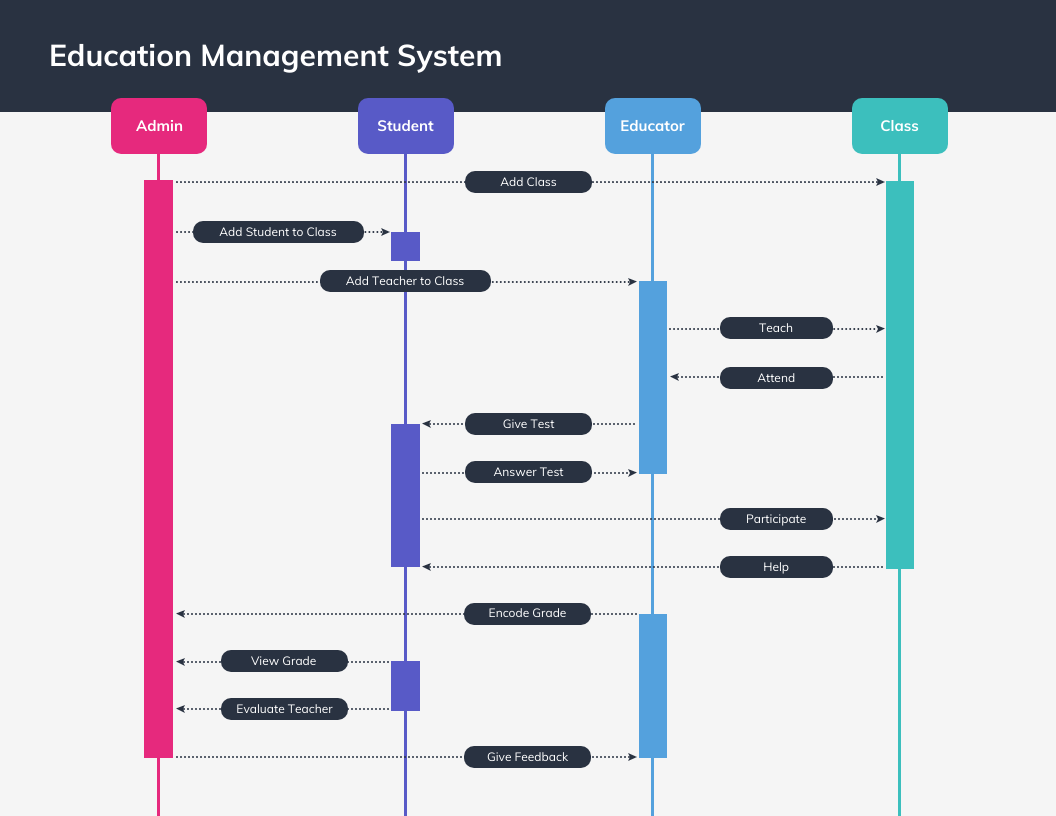 Education Management System
Admin
Student
Educator
Class
Add Class
Add Student to Class
Add Teacher to Class
Teach
Attend
Give Test
Answer Test
Participate
Help
Encode Grade
View Grade
Evaluate Teacher
Give Feedback